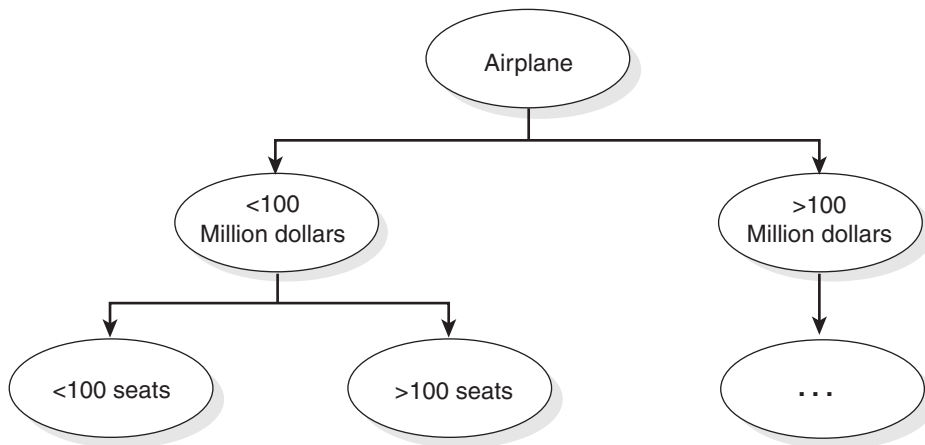 Airplane
<100
Million dollars
>100
Million dollars
<100 seats
>100 seats
...